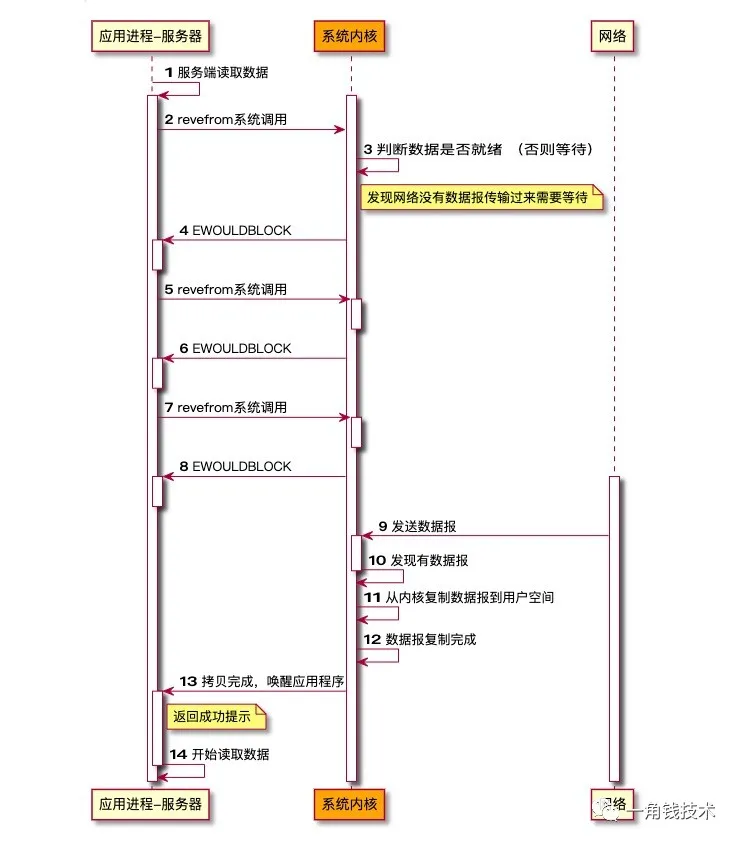 应用进程-服务器
系统内核
网络
1 服务端读取数据
2 revefrom系统调用
3 判断数据是否就绪 （否则等待）
发现网络没有数据报传输过来需要等待
4 EWOULDBLOCK
5 revefrom系统调用
6 EWOULDBLOCK
7 revefrom系统调用
8 EWOULDBLOCK
9 发送数据报
10 发现有数据报
11 从内核复制数据报到用户空间
12 数据报复制完成
13 拷贝完成，唤醒应用程序
返回成功提示
14 开始读取数据
应用进程-服务器
系统内核
网络
一角钱技术